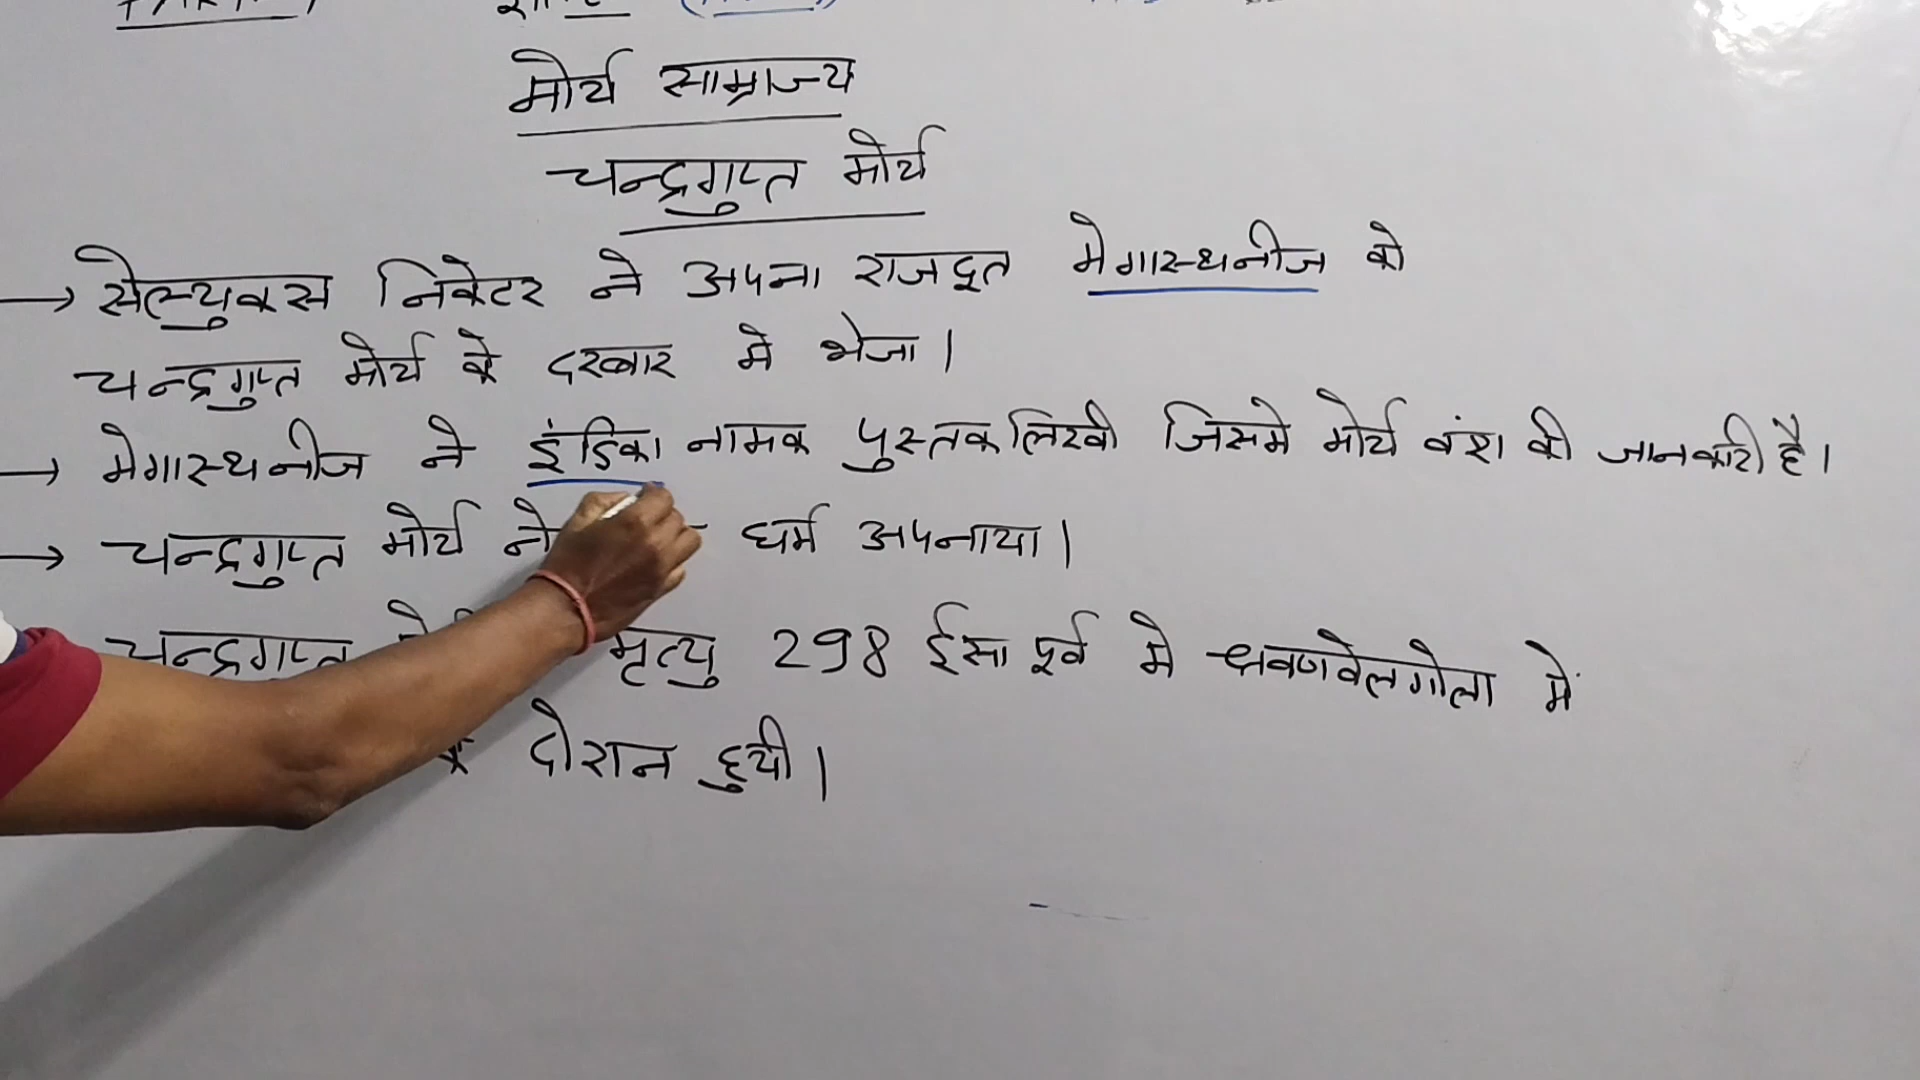 मोर्य साम्राज्य
चन्द्रगुप्त मोर्य
→ सेल्युकस निकेटर ने अपना राजदूत मेगास्थनीज को
चन्द्रगुप्त मोर्य के दरबार मे भेजा।
→ मेगास्थनीज ने इंडिका नामक पुस्तक लिखी जिसमे मोर्य वंश की जानकारी है।
→ चन्द्रगुप्त मोर्य ने धर्म अपनाया।
चन्द्रगुप्त मृत्यु 298 ईसा पूर्व मे श्रवणवेलगोला में
के दोरान हुयी।